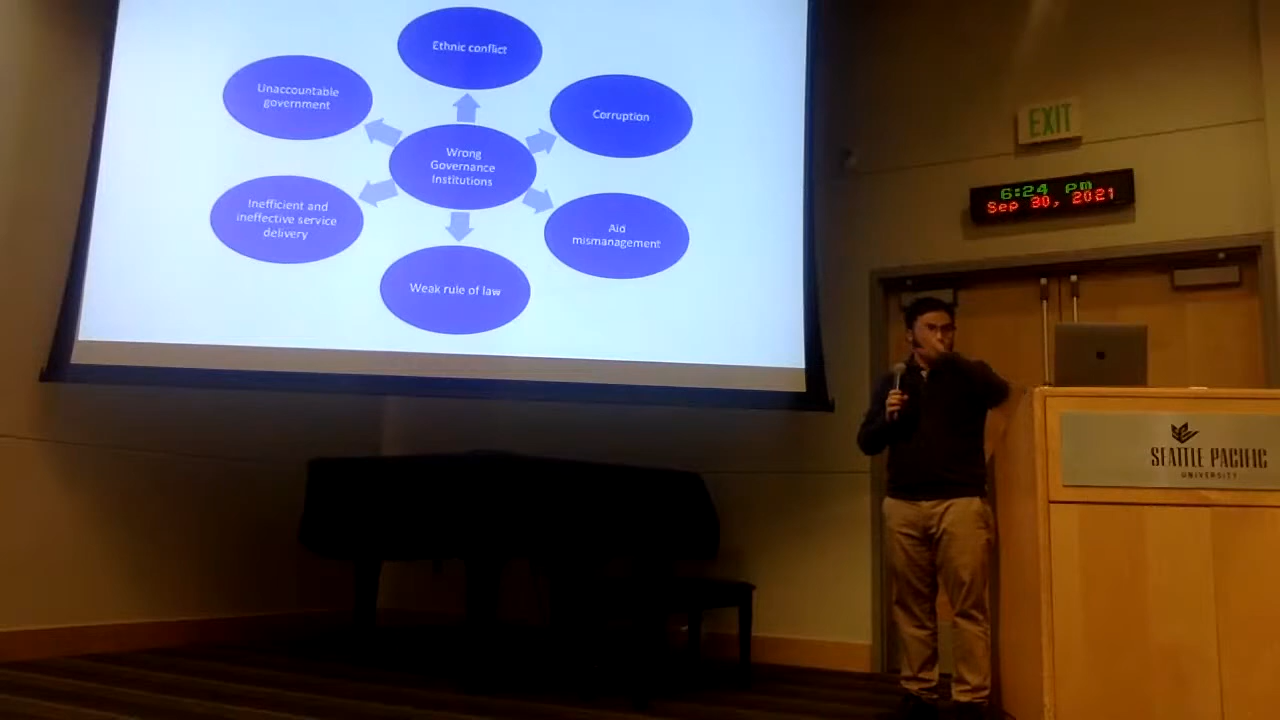 Ethnic conflict
Unaccountable
government
Corruption
Wrong
Governance
Institutions
Inefficient and
ineffective service
delivery
Aid
mismanagement
Weak rule of law
EXIT
6:24 pm
Sep 30, 2021
SEATTLE PACIFIC
UNIVERSITY